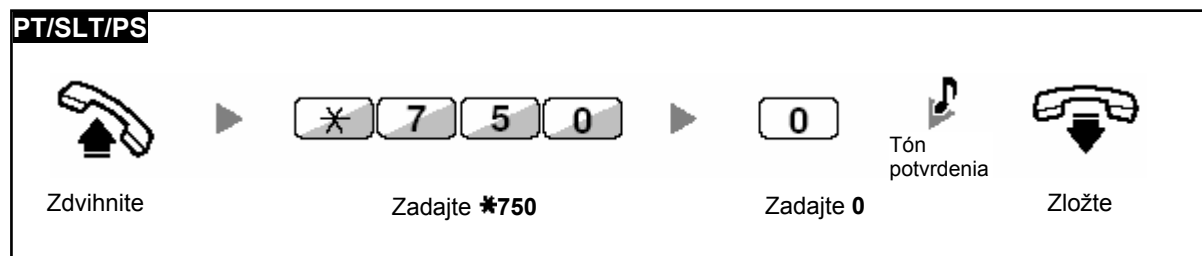 PT/SLT/PS
* 7 5 0
0
Tón
potvrdenia
Zdvihnite
Zadajte *750
Zadajte 0
Zložte